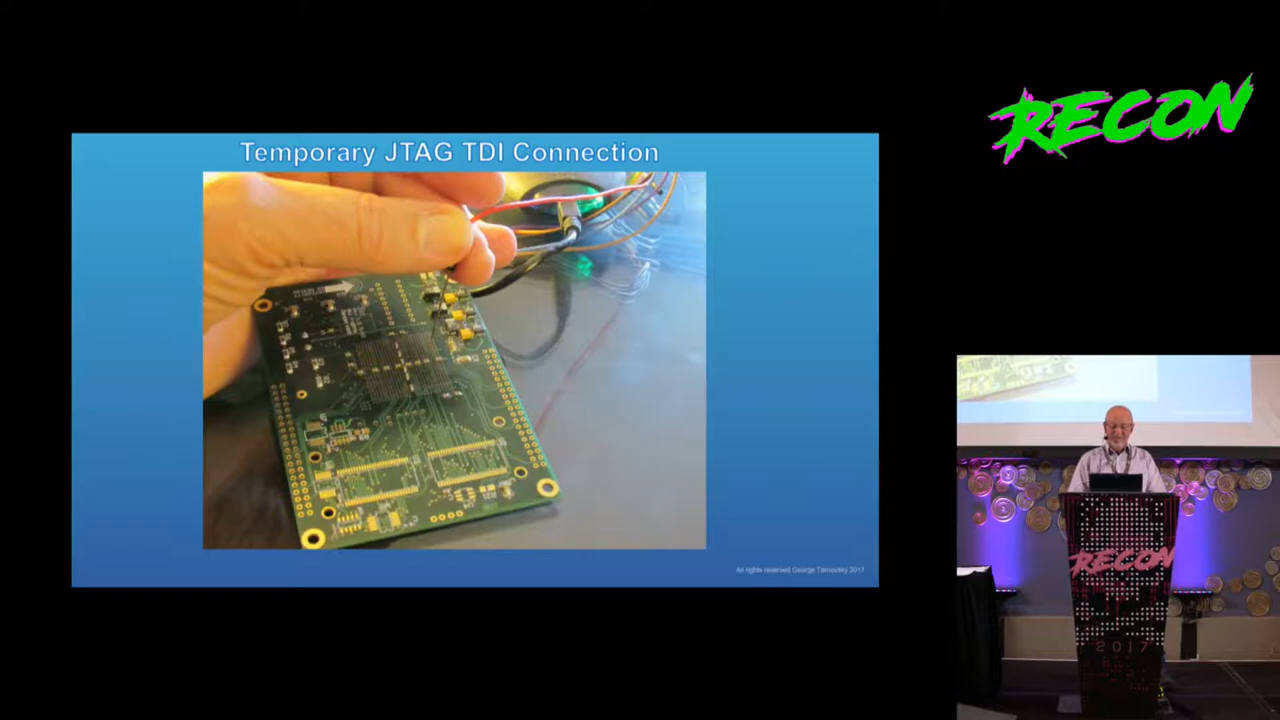 Temporary JTAG TDI Connection
All rights reserved George Tarnovsky 2017
RECON
RECON
2017